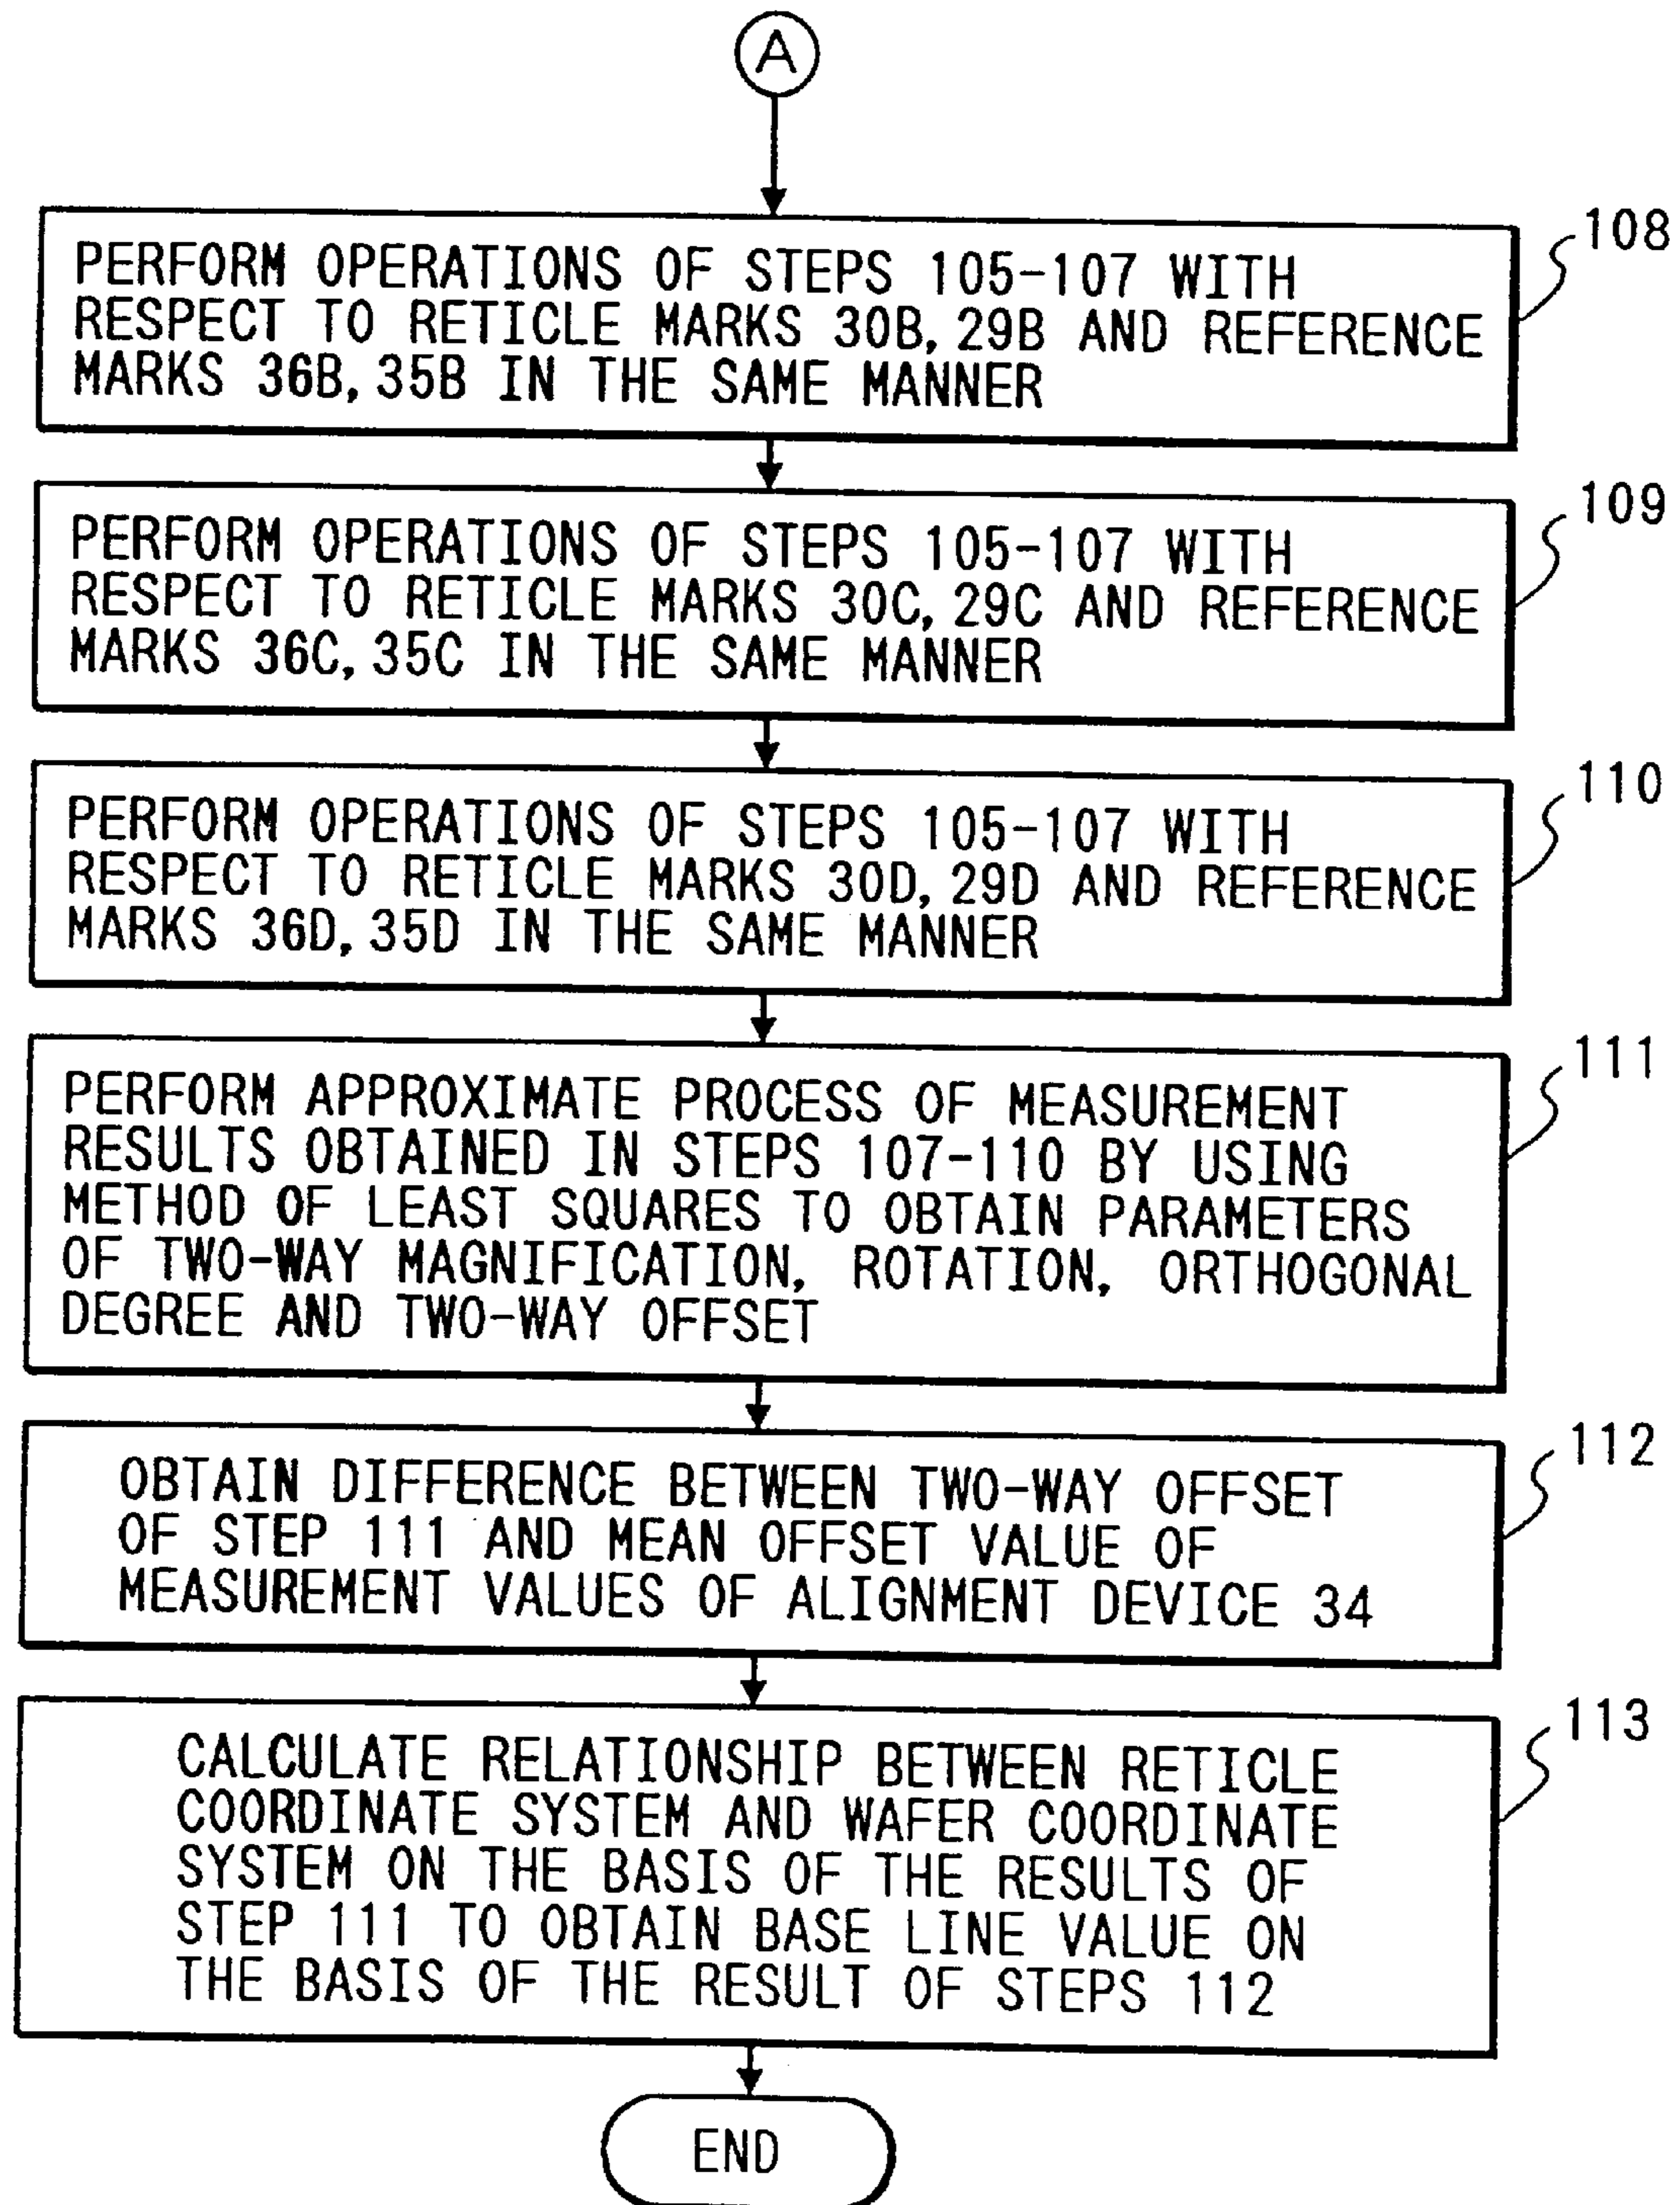 A
108
PERFORM OPERATIONS OF STEPS 105-107 WITH
RESPECT TO RETICLE MARKS 30B, 29B AND REFERENCE
MARKS 36B, 35B IN THE SAME MANNER
109
PERFORM OPERATIONS OF STEPS 105-107 WITH
RESPECT TO RETICLE MARKS 30C, 29C AND REFERENCE
MARKS 36C, 35C IN THE SAME MANNER
110
PERFORM OPERATIONS OF STEPS 105-107 WITH
RESPECT TO RETICLE MARKS 30D, 29D AND REFERENCE
MARKS 36D, 35D IN THE SAME MANNER
111
PERFORM APPROXIMATE PROCESS OF MEASUREMENT
RESULTS OBTAINED IN STEPS 107-110 BY USING
METHOD OF LEAST SQUARES TO OBTAIN PARAMETERS
OF TWO-WAY MAGNIFICATION, ROTATION, ORTHOGONAL
DEGREE AND TWO-WAY OFFSET
112
OBTAIN DIFFERENCE BETWEEN TWO-WAY OFFSET
OF STEP 111 AND MEAN OFFSET VALUE OF
MEASUREMENT VALUES OF ALIGNMENT DEVICE 34
113
CALCULATE RELATIONSHIP BETWEEN RETICLE
COORDINATE SYSTEM AND WAFER COORDINATE
SYSTEM ON THE BASIS OF THE RESULTS OF
STEP 111 TO OBTAIN BASE LINE VALUE ON
THE BASIS OF THE RESULT OF STEPS 112
END